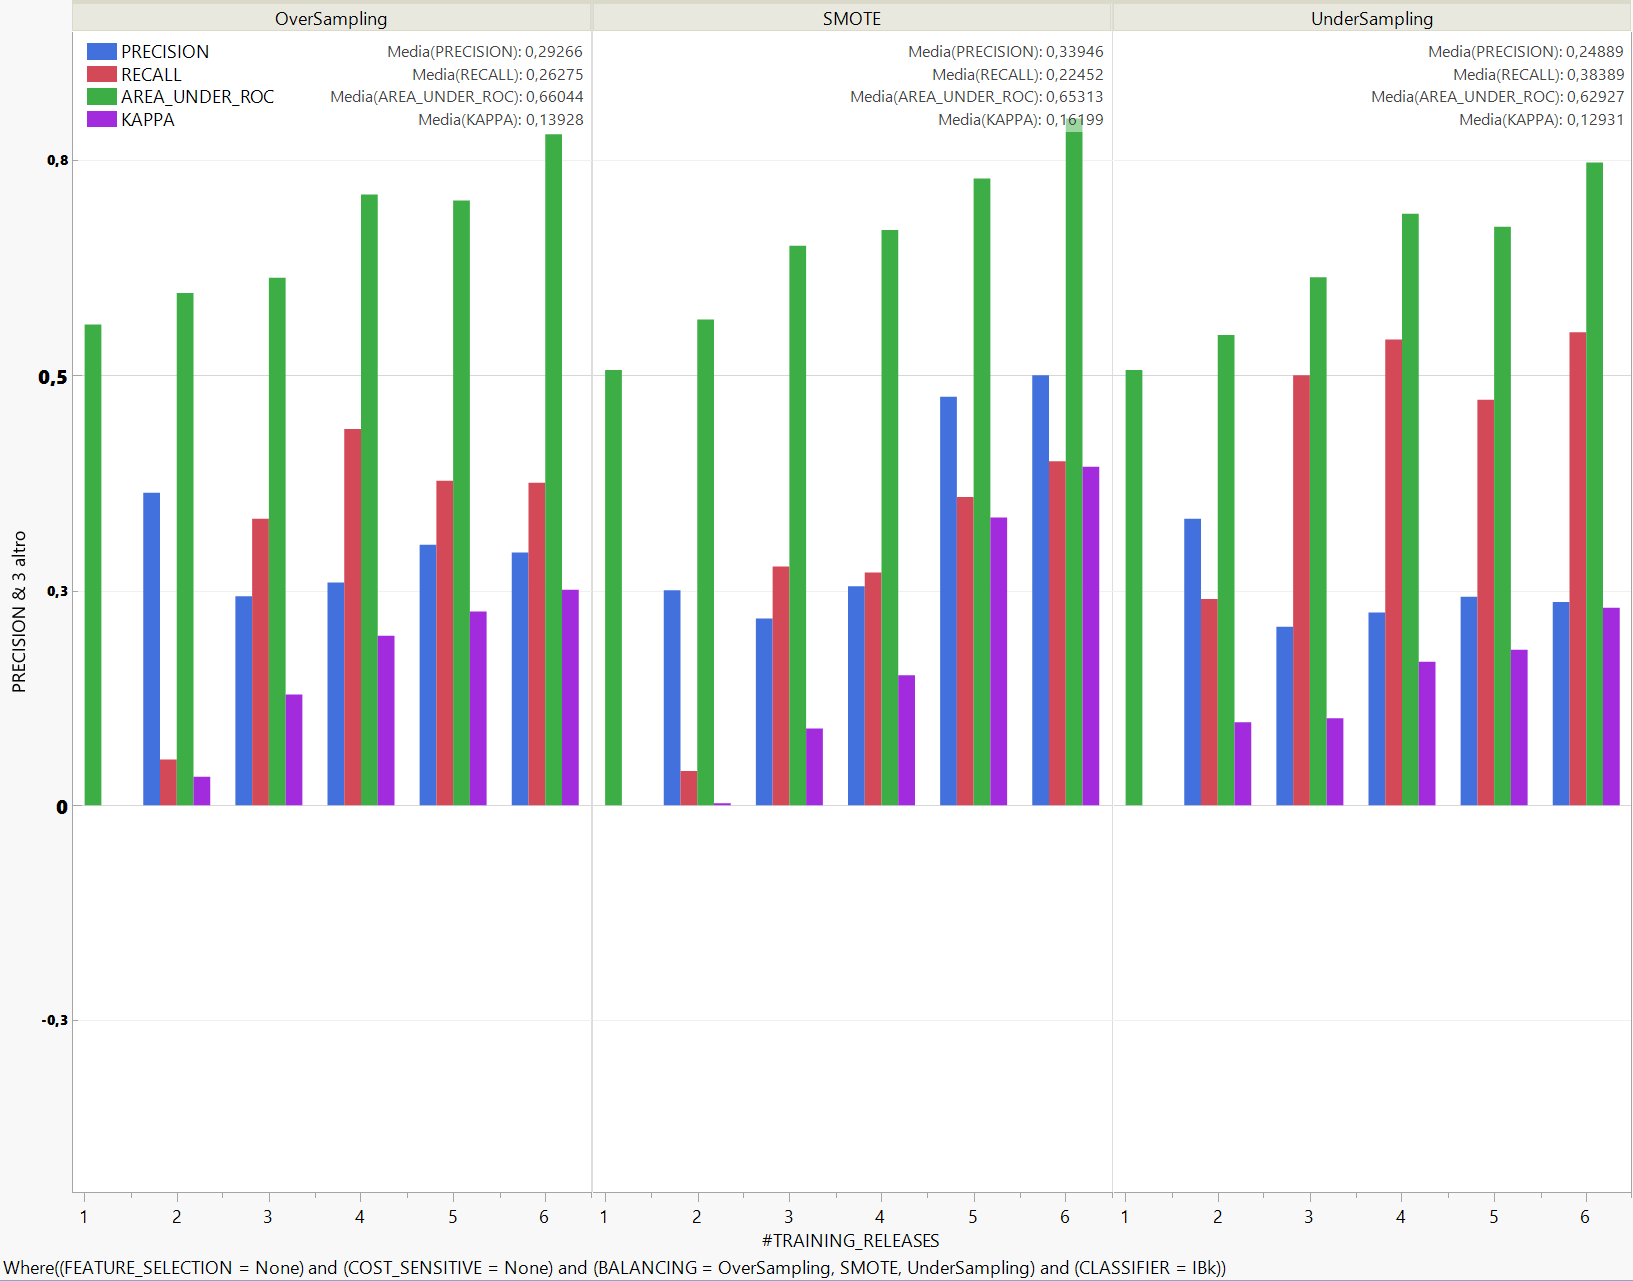 OverSampling
SMOTE
UnderSampling
PRECISION
RECALL
AREA_UNDER_ROC
KAPPA
Media(PRECISION): 0,29266
Media(RECALL): 0,26275
Media(AREA_UNDER_ROC): 0,66044
Media(KAPPA): 0,13928
Media(PRECISION): 0,33946
Media(RECALL): 0,22452
Media(AREA_UNDER_ROC): 0,65313
Media(KAPPA): 0,16199
Media(PRECISION): 0,24889
Media(RECALL): 0,38389
Media(AREA_UNDER_ROC): 0,62927
Media(KAPPA): 0,12931
0,8
0,5
0,3
0
-0,3
PRECISION & 3 altro
1 2 3 4 5 6
1 2 3 4 5 6
1 2 3 4 5 6
#TRAINING_RELEASES
Where((FEATURE_SELECTION = None) and (COST_SENSITIVE = None) and (BALANCING = OverSampling, SMOTE, UnderSampling) and (CLASSIFIER = IBk))